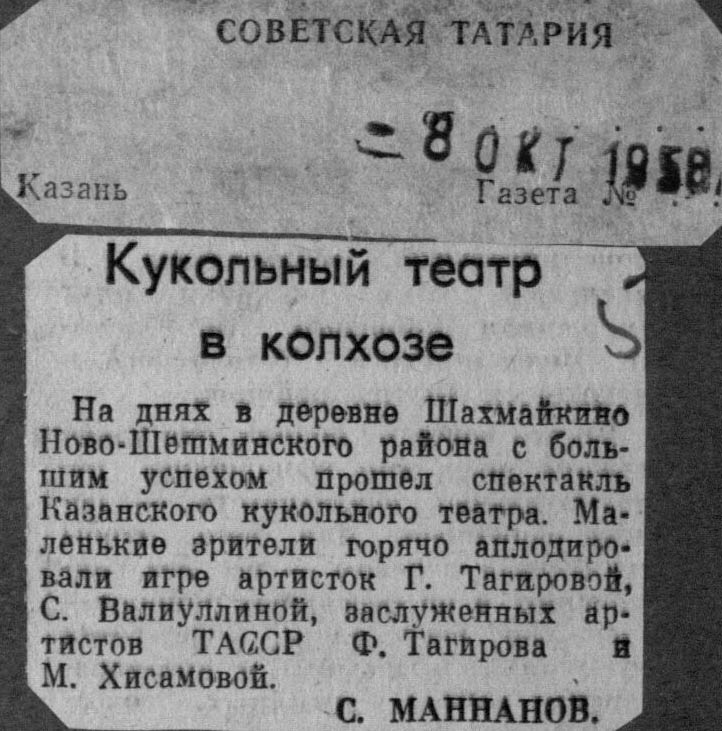 СОВЕТСКАЯ ТАТАРИЯ
- 8 ОКТ 1958
Казань Газета №
Кукольный театр
в колхозе
5
На днях в деревне Шахмайкино
Ново-Шешминского района с боль-
шим успехом прошел спектакль
Казанского кукольного театра. Ма-
ленькие зрители горячо аплодиро-
вали игре артисток Г. Тагировой,
С. Валиуллиной, заслуженных ар-
тистов ТАССР Ф. Тагирова и
М. Хисамовой.
С. МАННАНОВ.